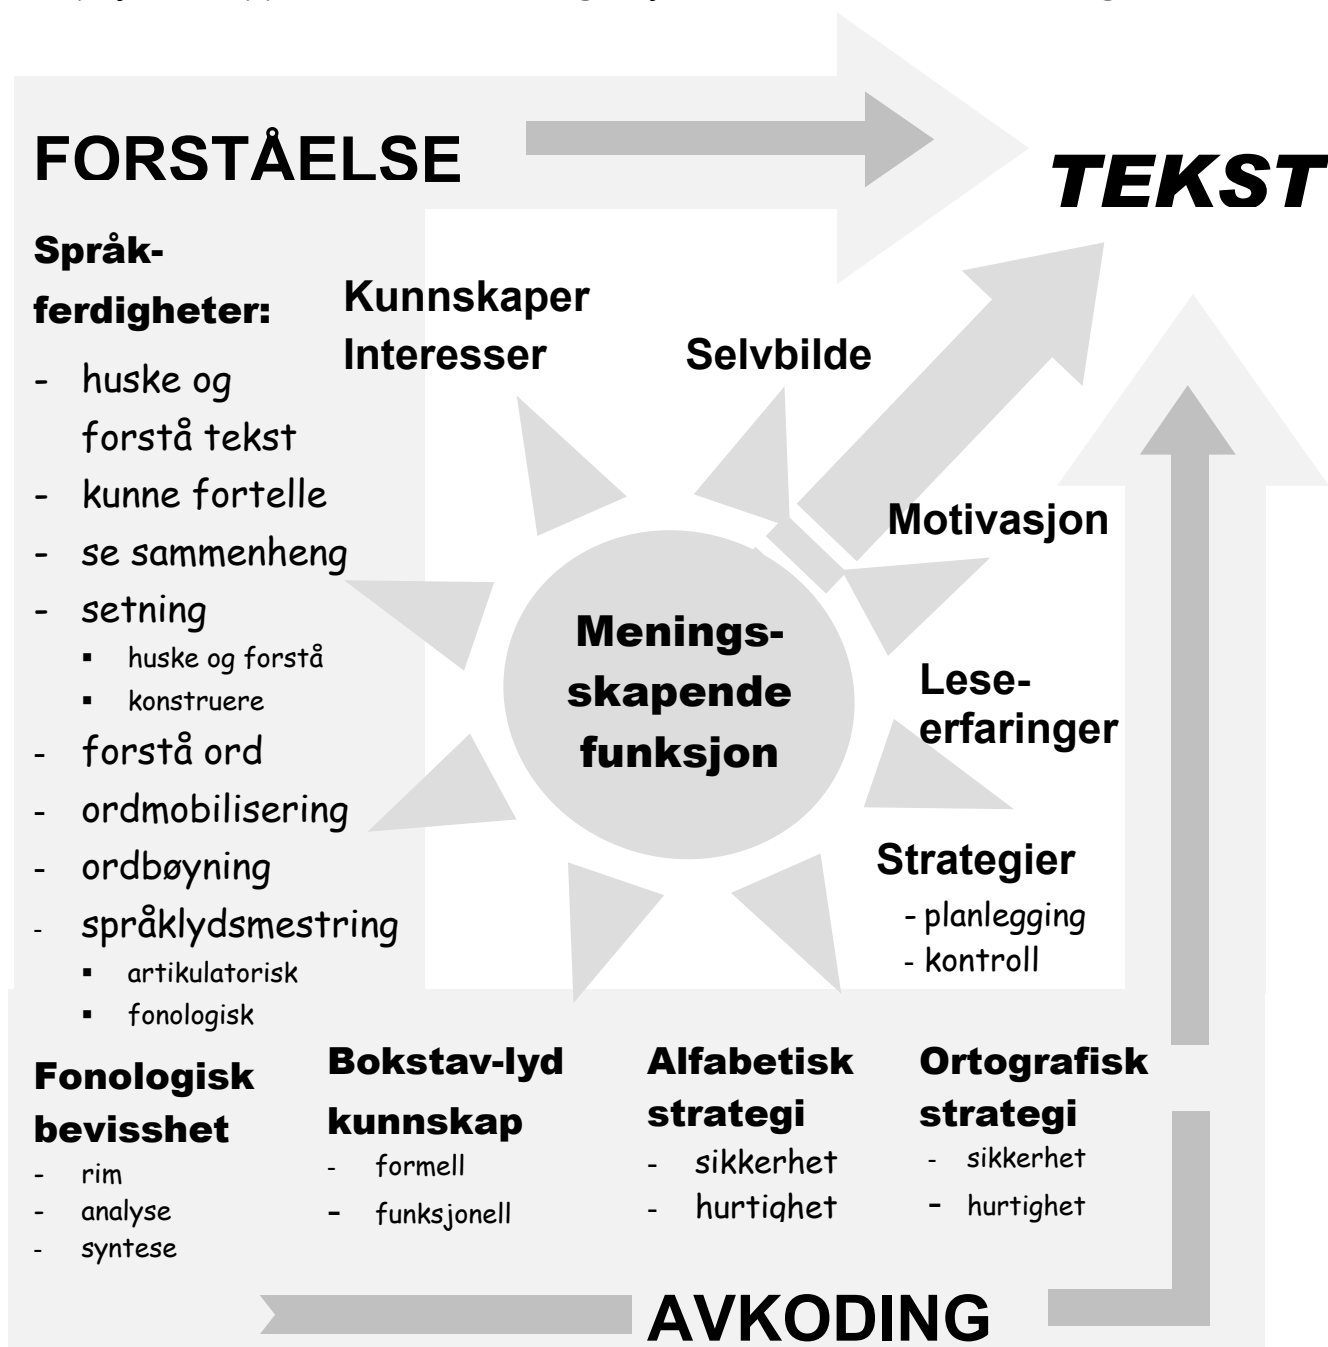 FORSTÅELSE
TEKST
Språk-
ferdigheter:
- huske og
forstå tekst
- kunne fortelle
- se sammenheng
- setning
▪ huske og forstå
▪ konstruere
- forstå ord
- ordmobilisering
- ordbøyning
- språklydsmestring
▪ artikulatorisk
▪ fonologisk
Kunnskaper
Interesser
Selvbilde
Motivasjon
Lese-
erfaringer
Strategier
- planlegging
- kontroll
Menings-
skapende
funksjon
Fonologisk
bevissthet
- rim
- analyse
- syntese
Bokstav-lyd
kunnskap
- formell
- funksjonell
Alfabetisk
strategi
- sikkerhet
- hurtighet
Ortografisk
strategi
- sikkerhet
- hurtighet
AVKODING